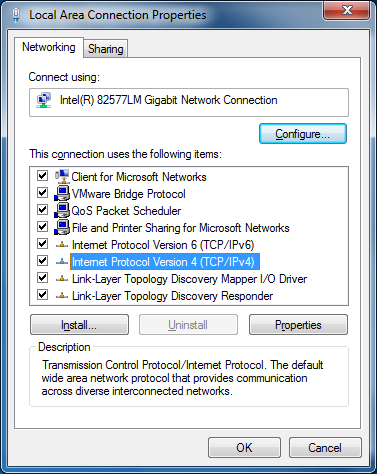 Local Area Connection Properties
Networking
Sharing
Connect using:
Intel(R) 82577LM Gigabit Network Connection
Configure...
This connection uses the following items:
Client for Microsoft Networks
VMware Bridge Protocol
QoS Packet Scheduler
File and Printer Sharing for Microsoft Networks
Internet Protocol Version 6 (TCP/IPv6)
Internet Protocol Version 4 (TCP/IPv4)
Link-Layer Topology Discovery Mapper I/O Driver
Link-Layer Topology Discovery Responder
Install...
Uninstall
Properties
Description
Transmission Control Protocol/Internet Protocol. The default
wide area network protocol that provides communication
across diverse interconnected networks.
OK
Cancel